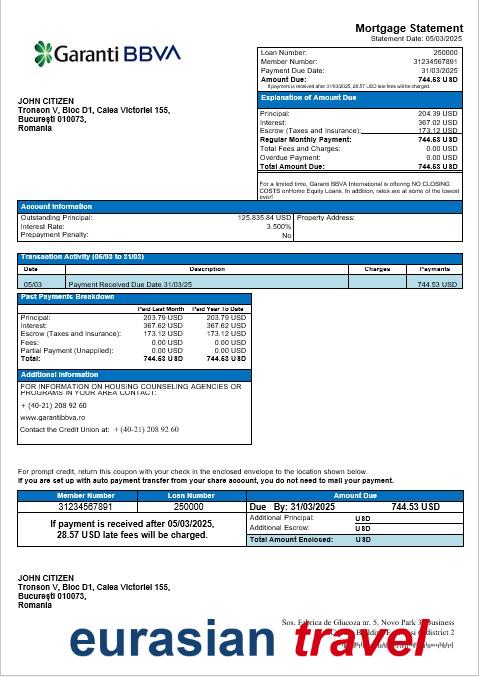 Mortgage Statement
Statement Date: 05/03/2025
Garanti BBVA
Loan Number: 250000
Member Number: 31234567891
Payment Due Date: 31/03/2025
Amount Due: 744.53 USD
If payment is received after 31/03/2025, 28.57 USD late fees will be charged.
JOHN CITIZEN
Tronson V, Bloc D1, Calea Victoriei 155,
București 010073,
Romania
Explanation of Amount Due
Principal: 204.39 USD
Interest: 367.02 USD
Escrow (Taxes and Insurance): 173.12 USD
Regular Monthly Payment: 744.53 USD
Total Fees and Charges: 0.00 USD
Overdue Payment: 0.00 USD
Total Amount Due: 744.53 USD
For a limited time, Garanti BBVA International is offering NO CLOSING
COSTS onHome Equity Loans. In addition, rates are at some of the lowest
ever!
Account Information
Outstanding Principal: 125,835.84 USD Property Address:
Interest Rate: 3.500%
Prepayment Penalty: No
Transaction Activity (05/03 to 31/03)
Date Description Charges Payments
05/03 Payment Received Due Date 31/03/25 744.53 USD
Past Payments Breakdown
Paid Last Month Paid Year To Date
Principal: 203.79 USD 203.79 USD
Interest: 367.62 USD 367.62 USD
Escrow (Taxes and Insurance): 173.12 USD 173.12 USD
Fees: 0.00 USD 0.00 USD
Partial Payment (Unapplied): 0.00 USD 0.00 USD
Total: 744.53 USD 744.53 USD
Additional Information
FOR INFORMATION ON HOUSING COUNSELING AGENCIES OR
PROGRAMS IN YOUR AREA CONTACT:
+ (40-21) 208 92 60
www.garantibbva.ro
Contact the Credit Union at: + (40-21) 208 92 60
For prompt credit, return this coupon with your check in the enclosed envelope to the location shown below.
If you are set up with auto payment transfer from your share account, you do not need to mail your payment.
Member Number Loan Number Amount Due
31234567891 250000 Due By: 31/03/2025 744.53 USD
If payment is received after 05/03/2025,
28.57 USD late fees will be charged.
Additional Principal: USD
Additional Escrow: USD
Total Amount Enclosed: USD
JOHN CITIZEN
Tronson V, Bloc D1, Calea Victoriei 155,
București 010073,
Romania
Sos. Fabrica de Glucoza nr. 5, Novo Park 3, Business
district 2
eurasian travel